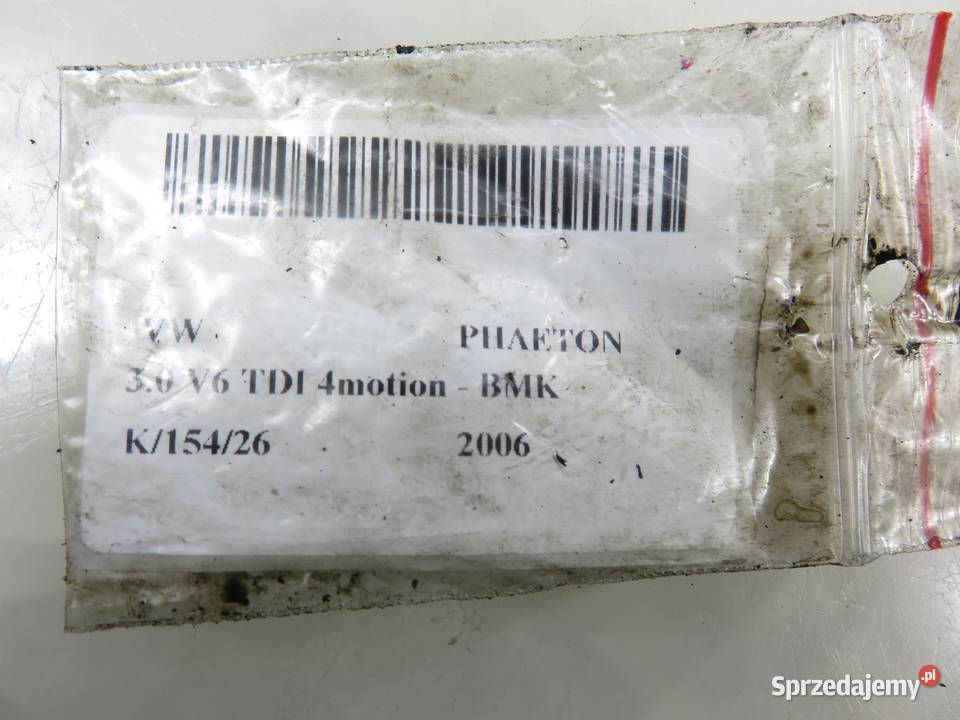 VW PHAETON
3.0 V6 TDI 4motion - BMK
K/154/26 2006
Sprzedajemy.pl